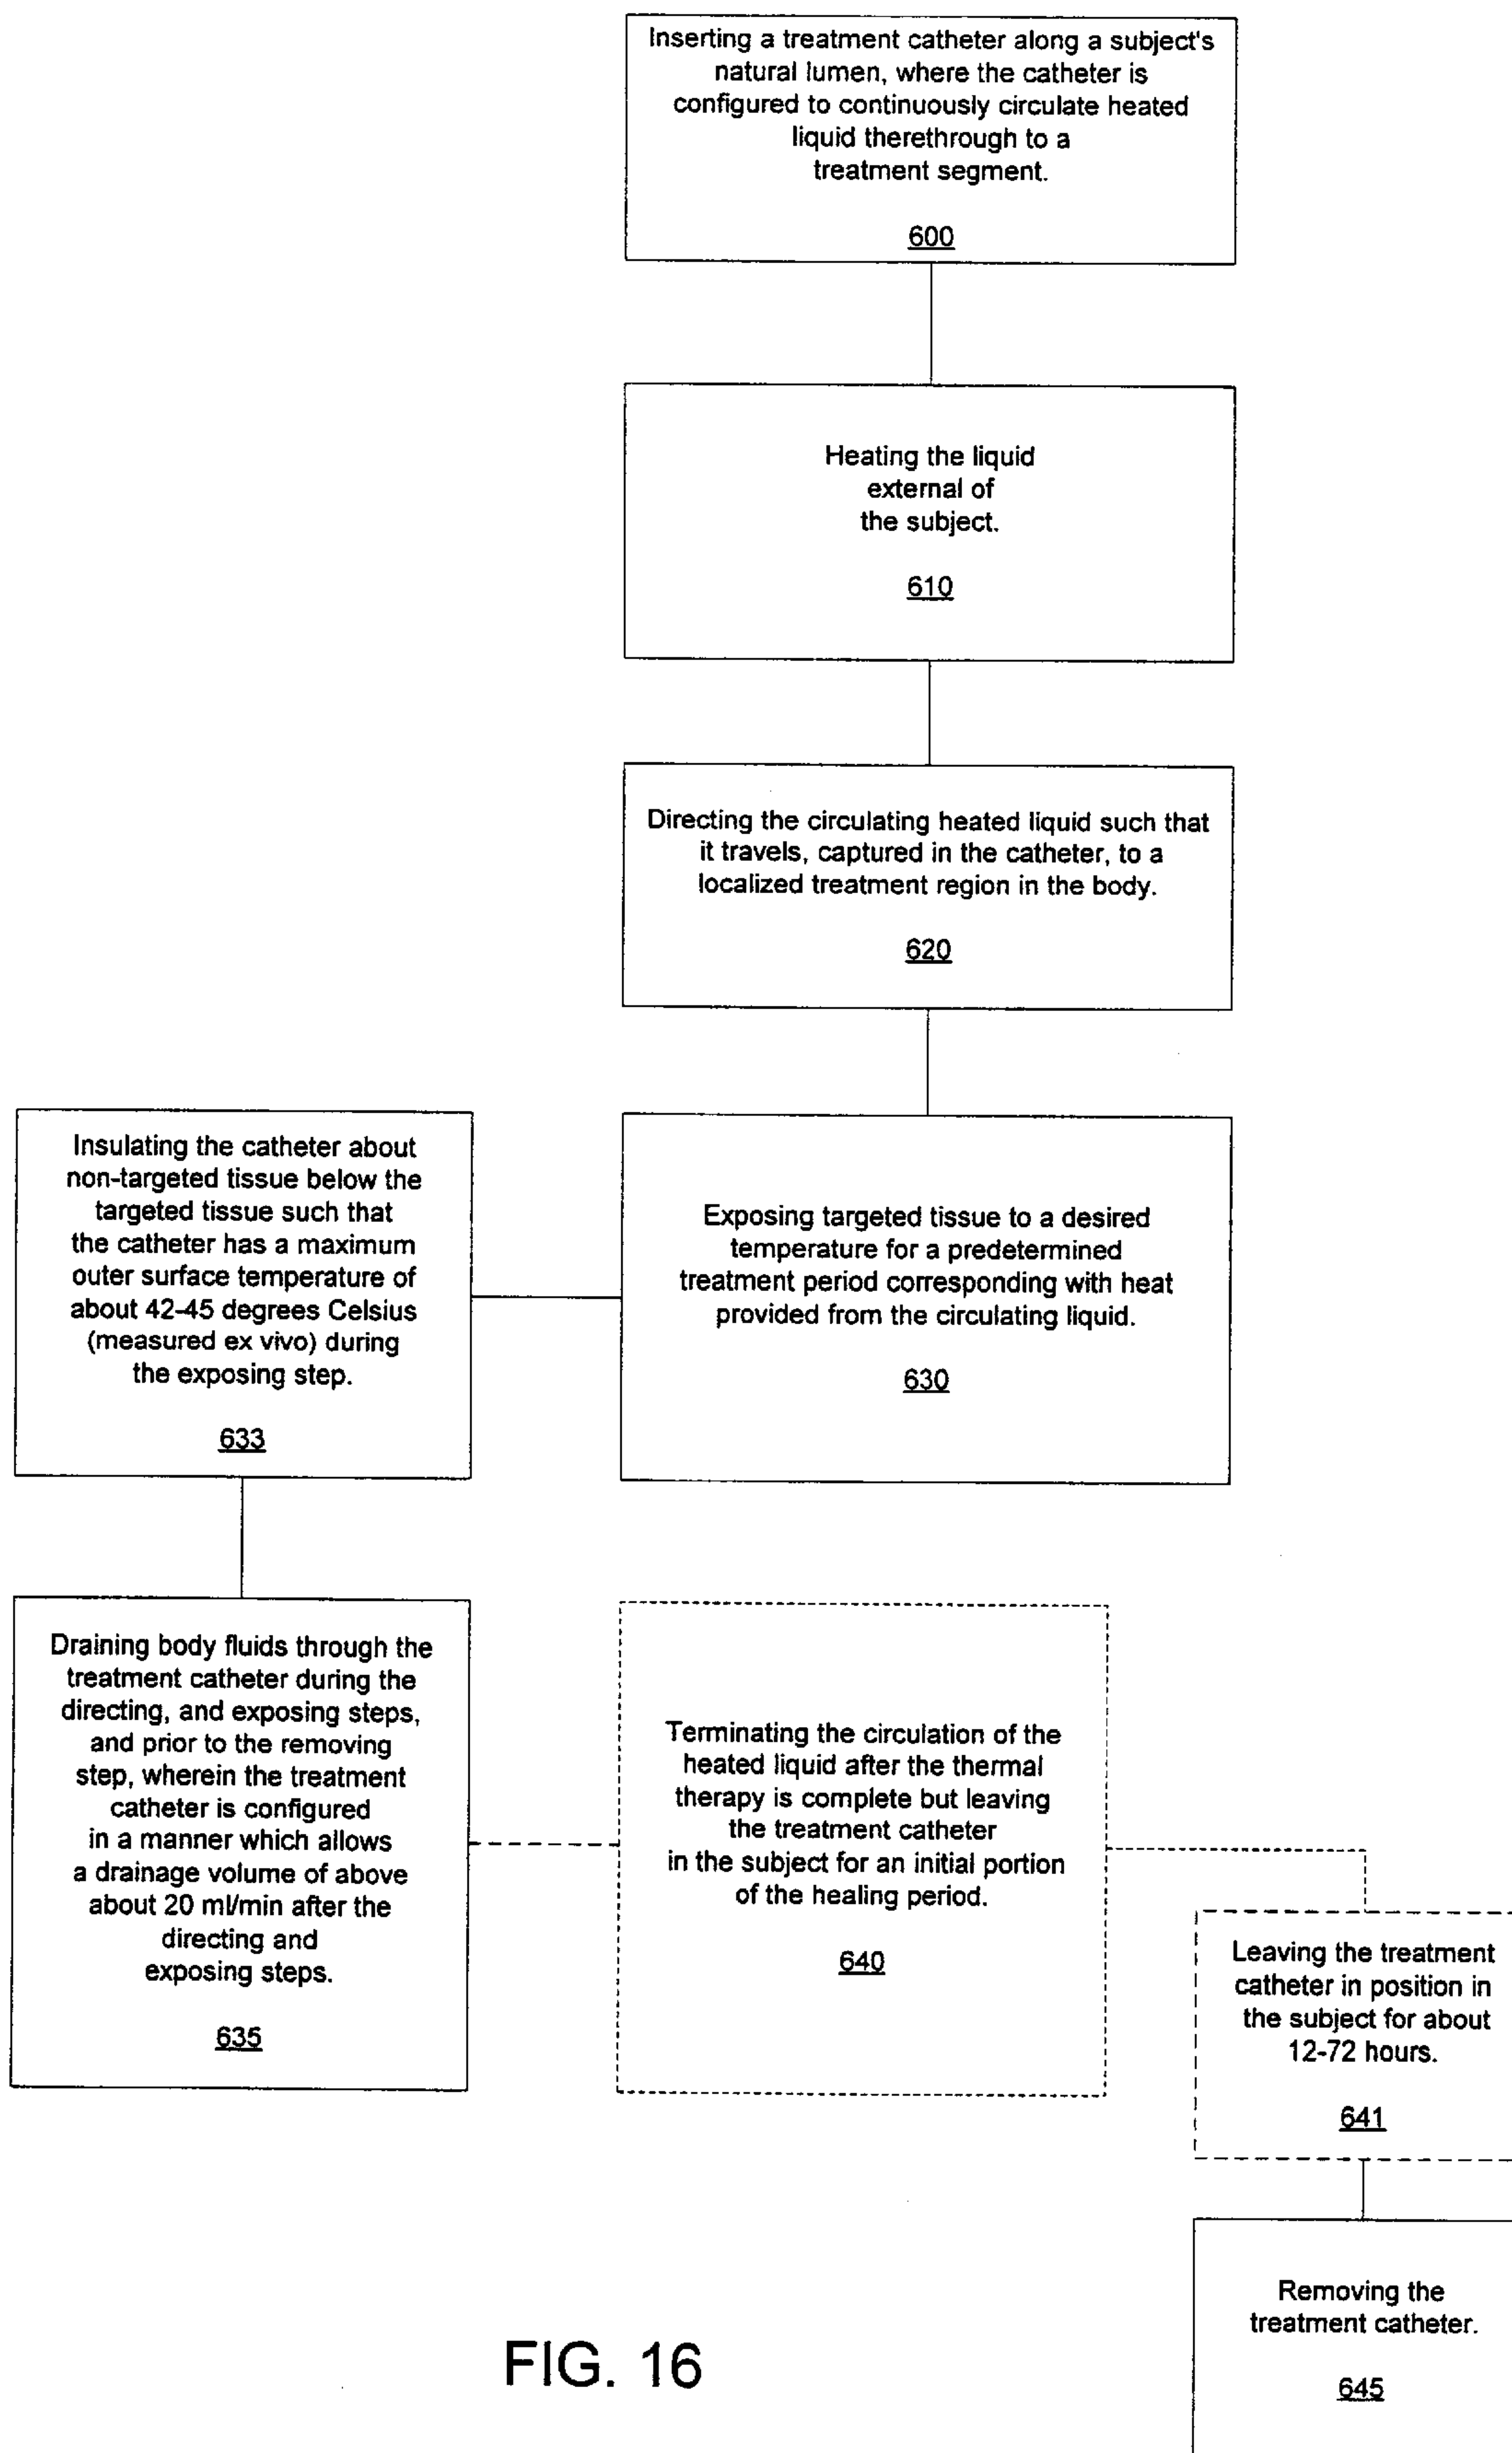 Inserting a treatment catheter along a subject's
natural lumen, where the catheter is
configured to continuously circulate heated
liquid therethrough to a
treatment segment.
600
Heating the liquid
external of
the subject.
610
Directing the circulating heated liquid such that
it travels, captured in the catheter, to a
localized treatment region in the body.
620
Insulating the catheter about
non-targeted tissue below the
targeted tissue such that
the catheter has a maximum
outer surface temperature of
about 42-45 degrees Celsius
(measured ex vivo) during
the exposing step.
633
Exposing targeted tissue to a desired
temperature for a predetermined
treatment period corresponding with heat
provided from the circulating liquid.
630
Draining body fluids through the
treatment catheter during the
directing, and exposing steps,
and prior to the removing
step, wherein the treatment
catheter is configured
in a manner which allows
a drainage volume of above
about 20 ml/min after the
directing and
exposing steps.
635
Terminating the circulation of the
heated liquid after the thermal
therapy is complete but leaving
the treatment catheter
in the subject for an initial portion
of the healing period.
640
Leaving the treatment
catheter in position in
the subject for about
12-72 hours.
641
Removing the
treatment catheter.
645
FIG. 16